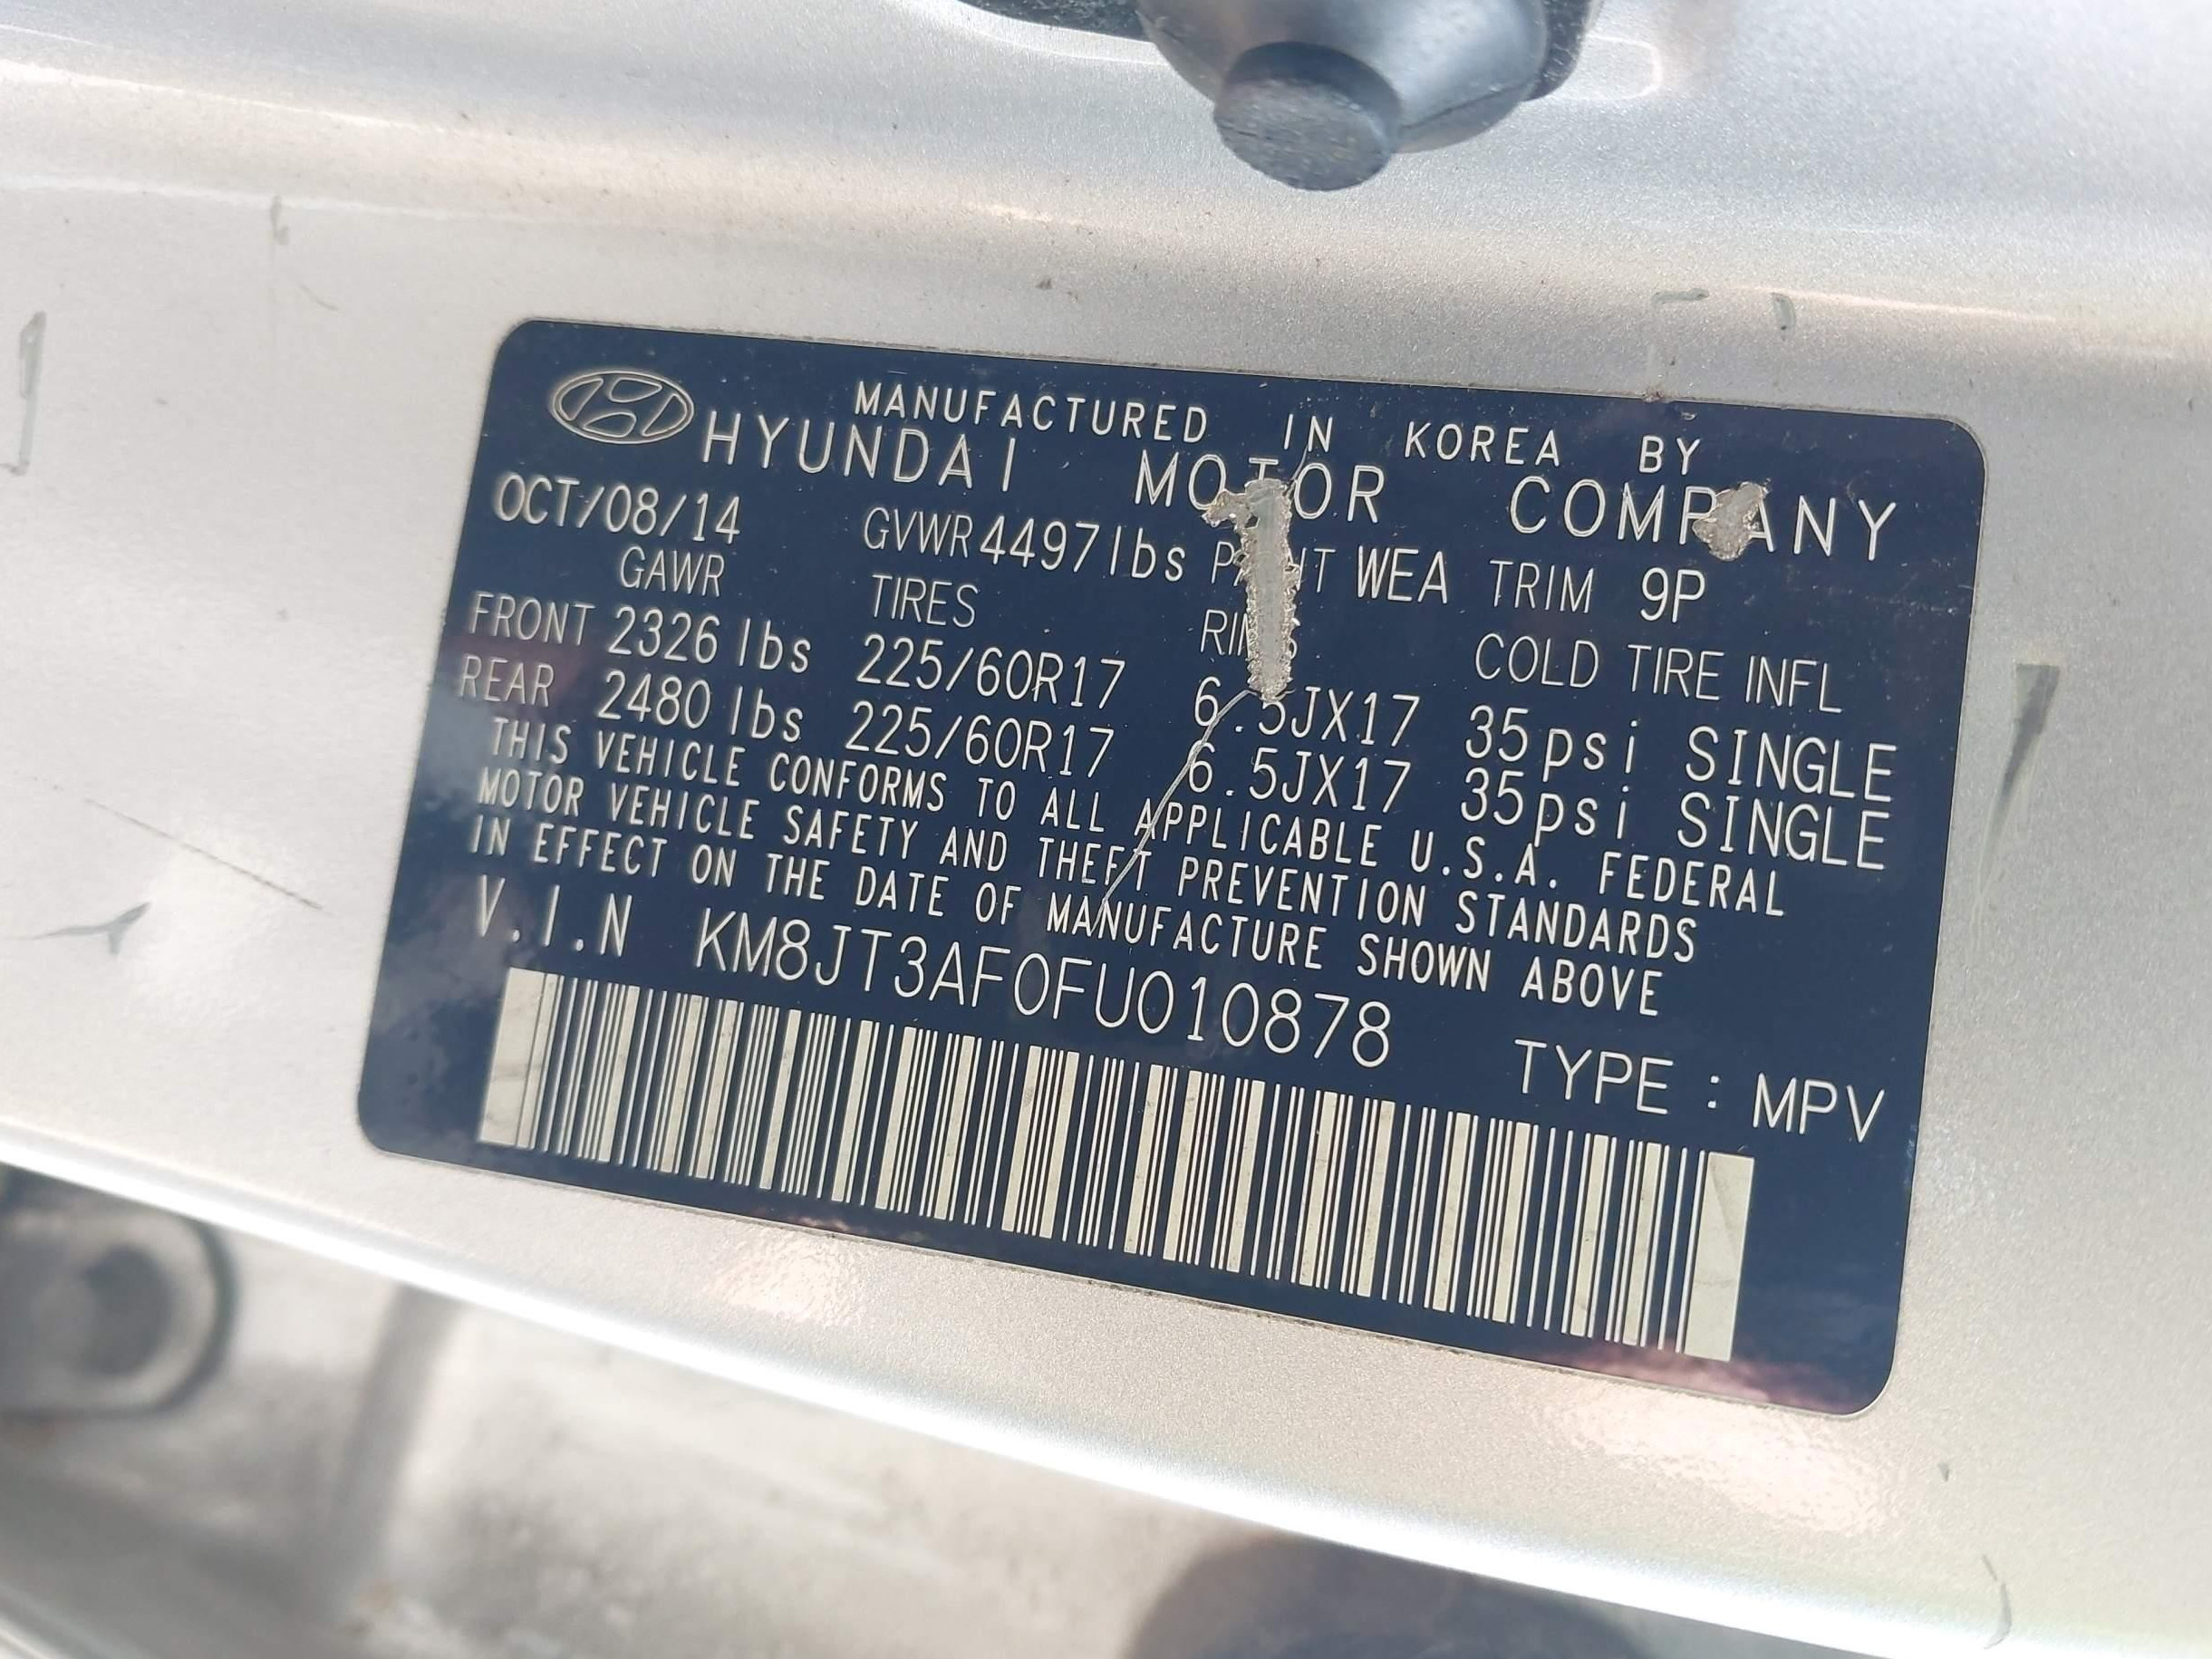 MANUFACTURED IN KOREA BY
HYUNDAI MOTOR COMPANY
OCT/08/14 GVWR 4497lbs PAINT WEA TRIM 9P
GAWR TIRES RIMS COLD TIRE INFL
FRONT 2326 lbs 225/60R17 6.5JX17 35psi SINGLE
REAR 2480 lbs 225/60R17 6.5JX17 35psi SINGLE
THIS VEHICLE CONFORMS TO ALL APPLICABLE U.S.A. FEDERAL
MOTOR VEHICLE SAFETY AND THEFT PREVENTION STANDARDS
IN EFFECT ON THE DATE OF MANUFACTURE SHOWN ABOVE
V.I.N KM8JT3AF0FU010878
TYPE : MPV